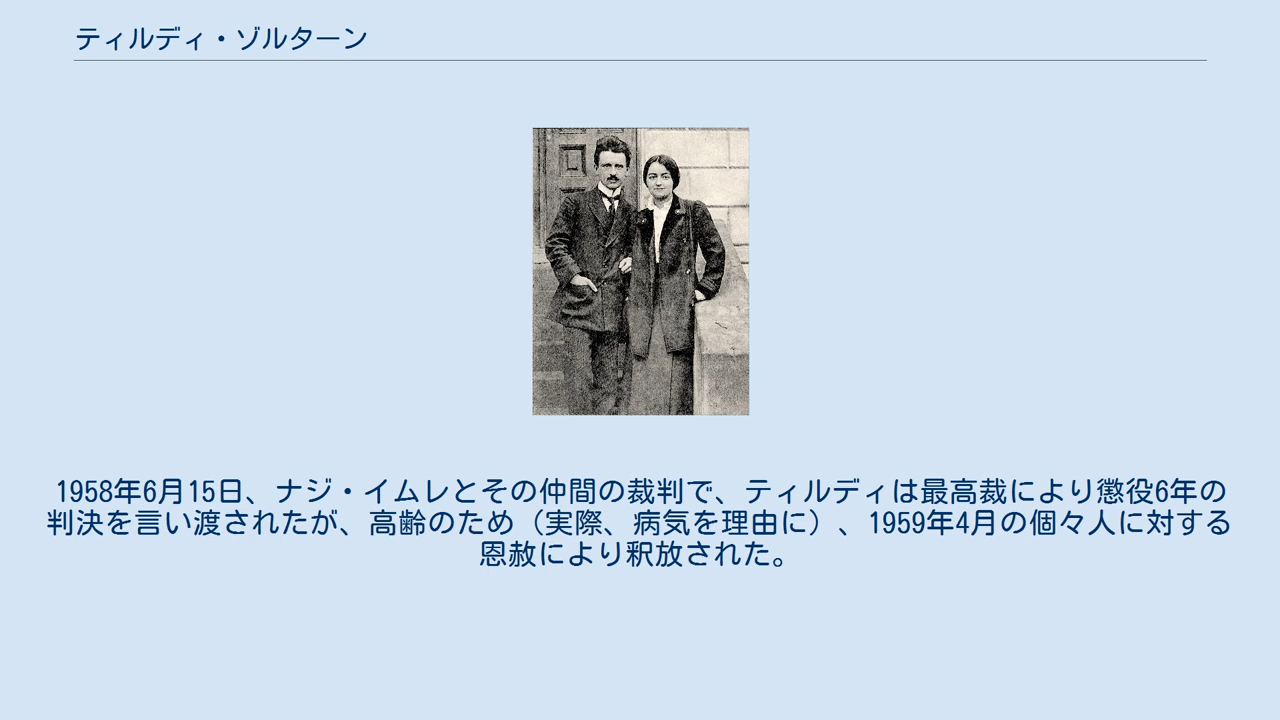 ティルディ・ゾルターン
1958年6月15日、ナジ・イムレとその仲間の裁判で、ティルディは最高裁により懲役6年の
判決を言い渡されたが、高齢のため（実際、病気を理由に）、1959年4月の個々人に対する
恩赦により釈放された。